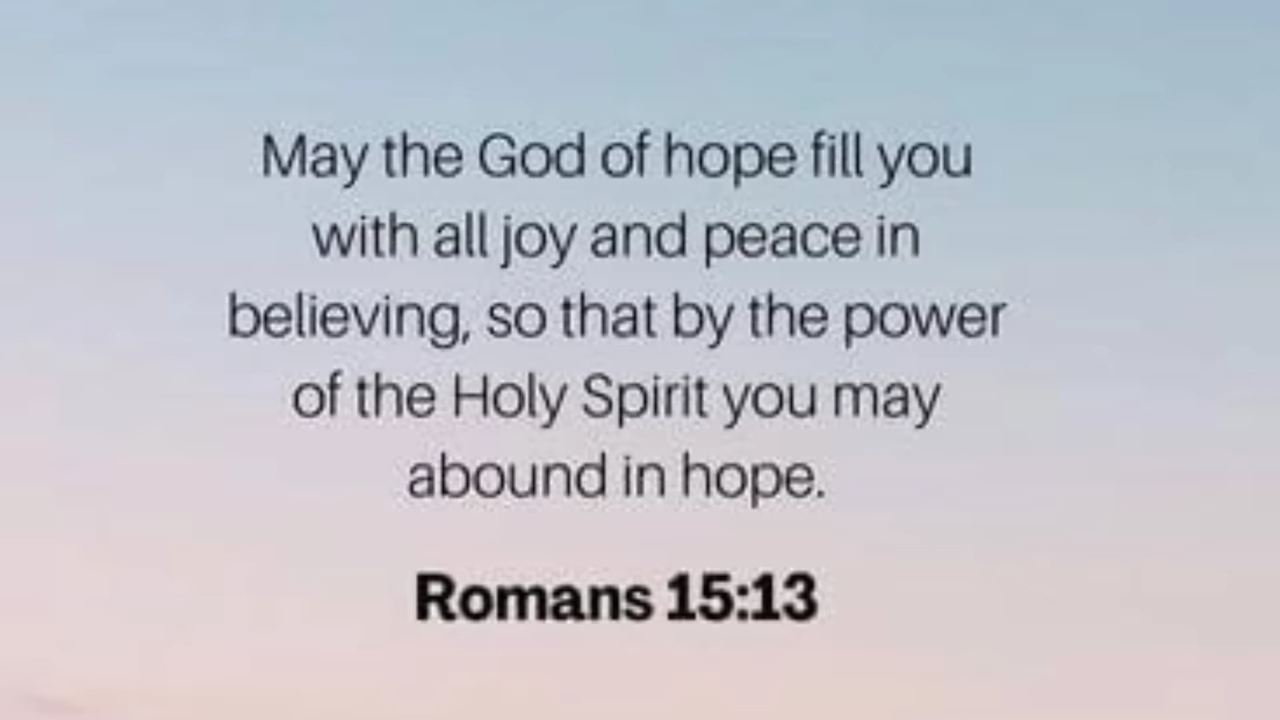 May the God of hope fill you
with all joy and peace in
believing, so that by the power
of the Holy Spirit you may
abound in hope.
Romans 15:13